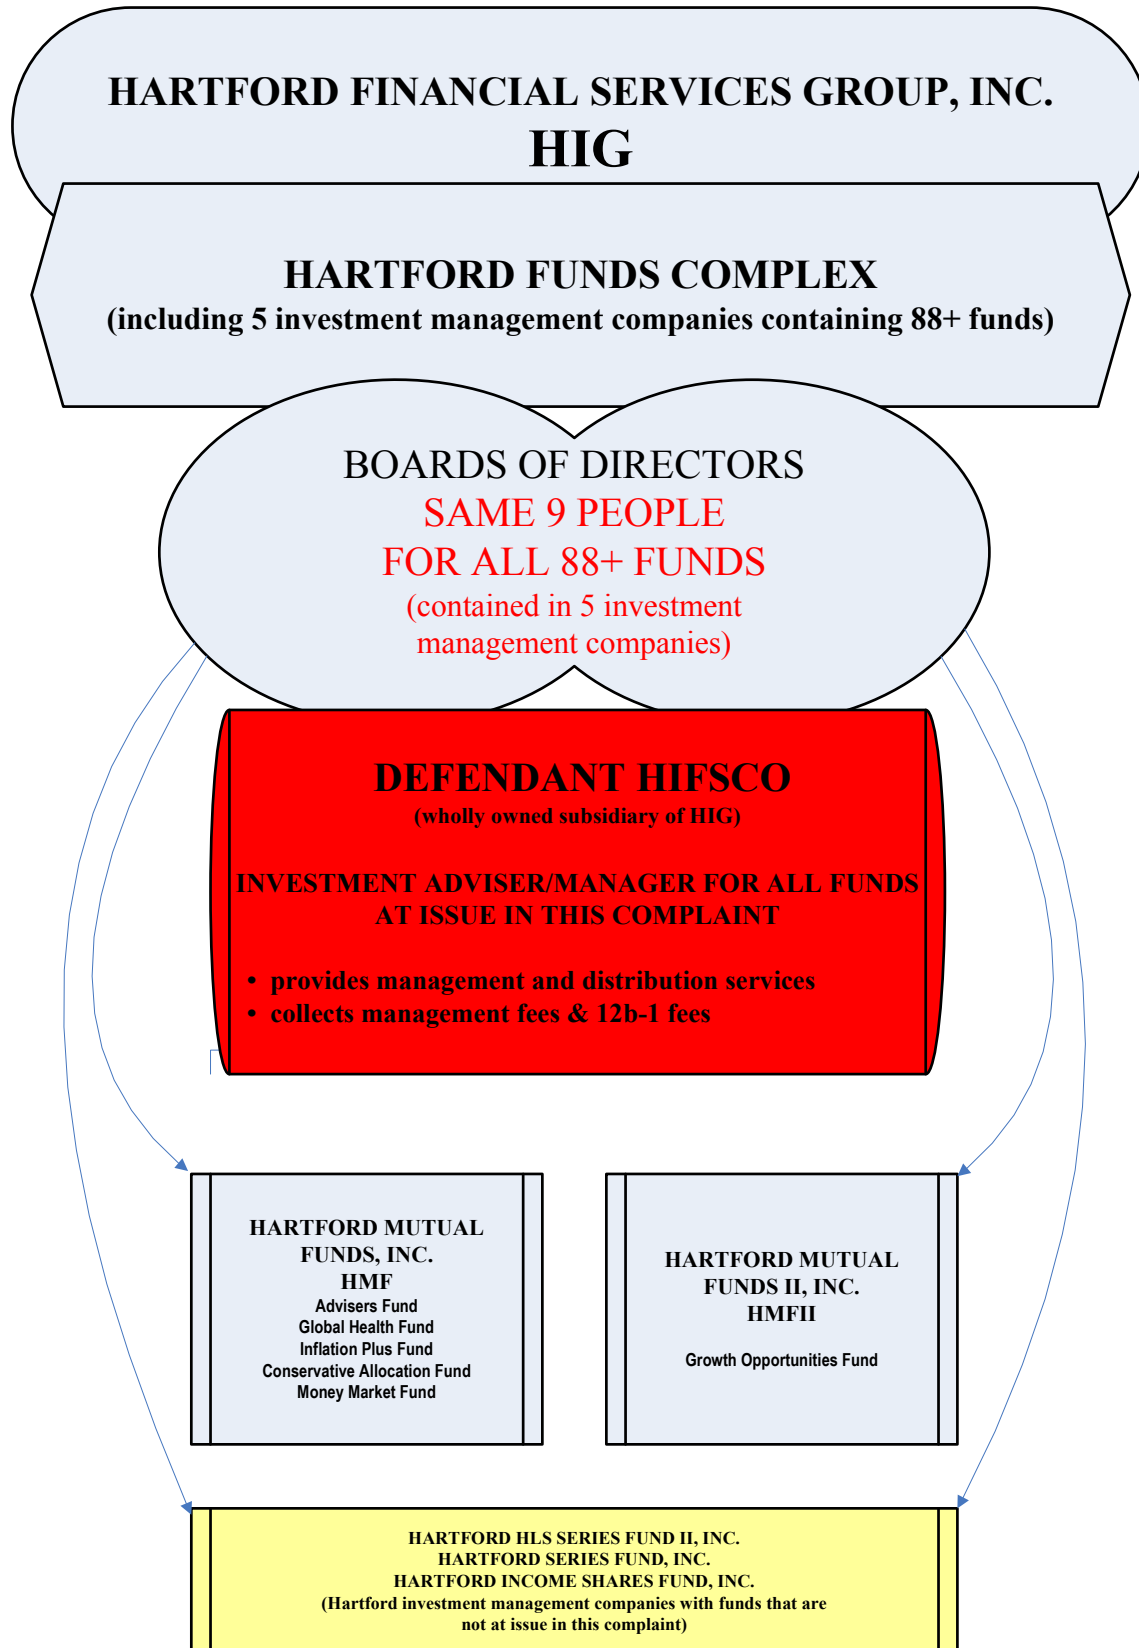 HARTFORD FINANCIAL SERVICES GROUP, INC.
HIG
HARTFORD FUNDS COMPLEX
(including 5 investment management companies containing 88+ funds)
BOARDS OF DIRECTORS
SAME 9 PEOPLE
FOR ALL 88+ FUNDS
(contained in 5 investment
management companies)
DEFENDANT HIFSCO
(wholly owned subsidiary of HIG)
INVESTMENT ADVISER/MANAGER FOR ALL FUNDS
AT ISSUE IN THIS COMPLAINT
• provides management and distribution services
• collects management fees & 12b-1 fees
HARTFORD MUTUAL
FUNDS, INC.
HMF
Advisers Fund
Global Health Fund
Inflation Plus Fund
Conservative Allocation Fund
Money Market Fund
HARTFORD MUTUAL
FUNDS II, INC.
HMFII
Growth Opportunities Fund
HARTFORD HLS SERIES FUND II, INC.
HARTFORD SERIES FUND, INC.
HARTFORD INCOME SHARES FUND, INC.
(Hartford investment management companies with funds that are
not at issue in this complaint)